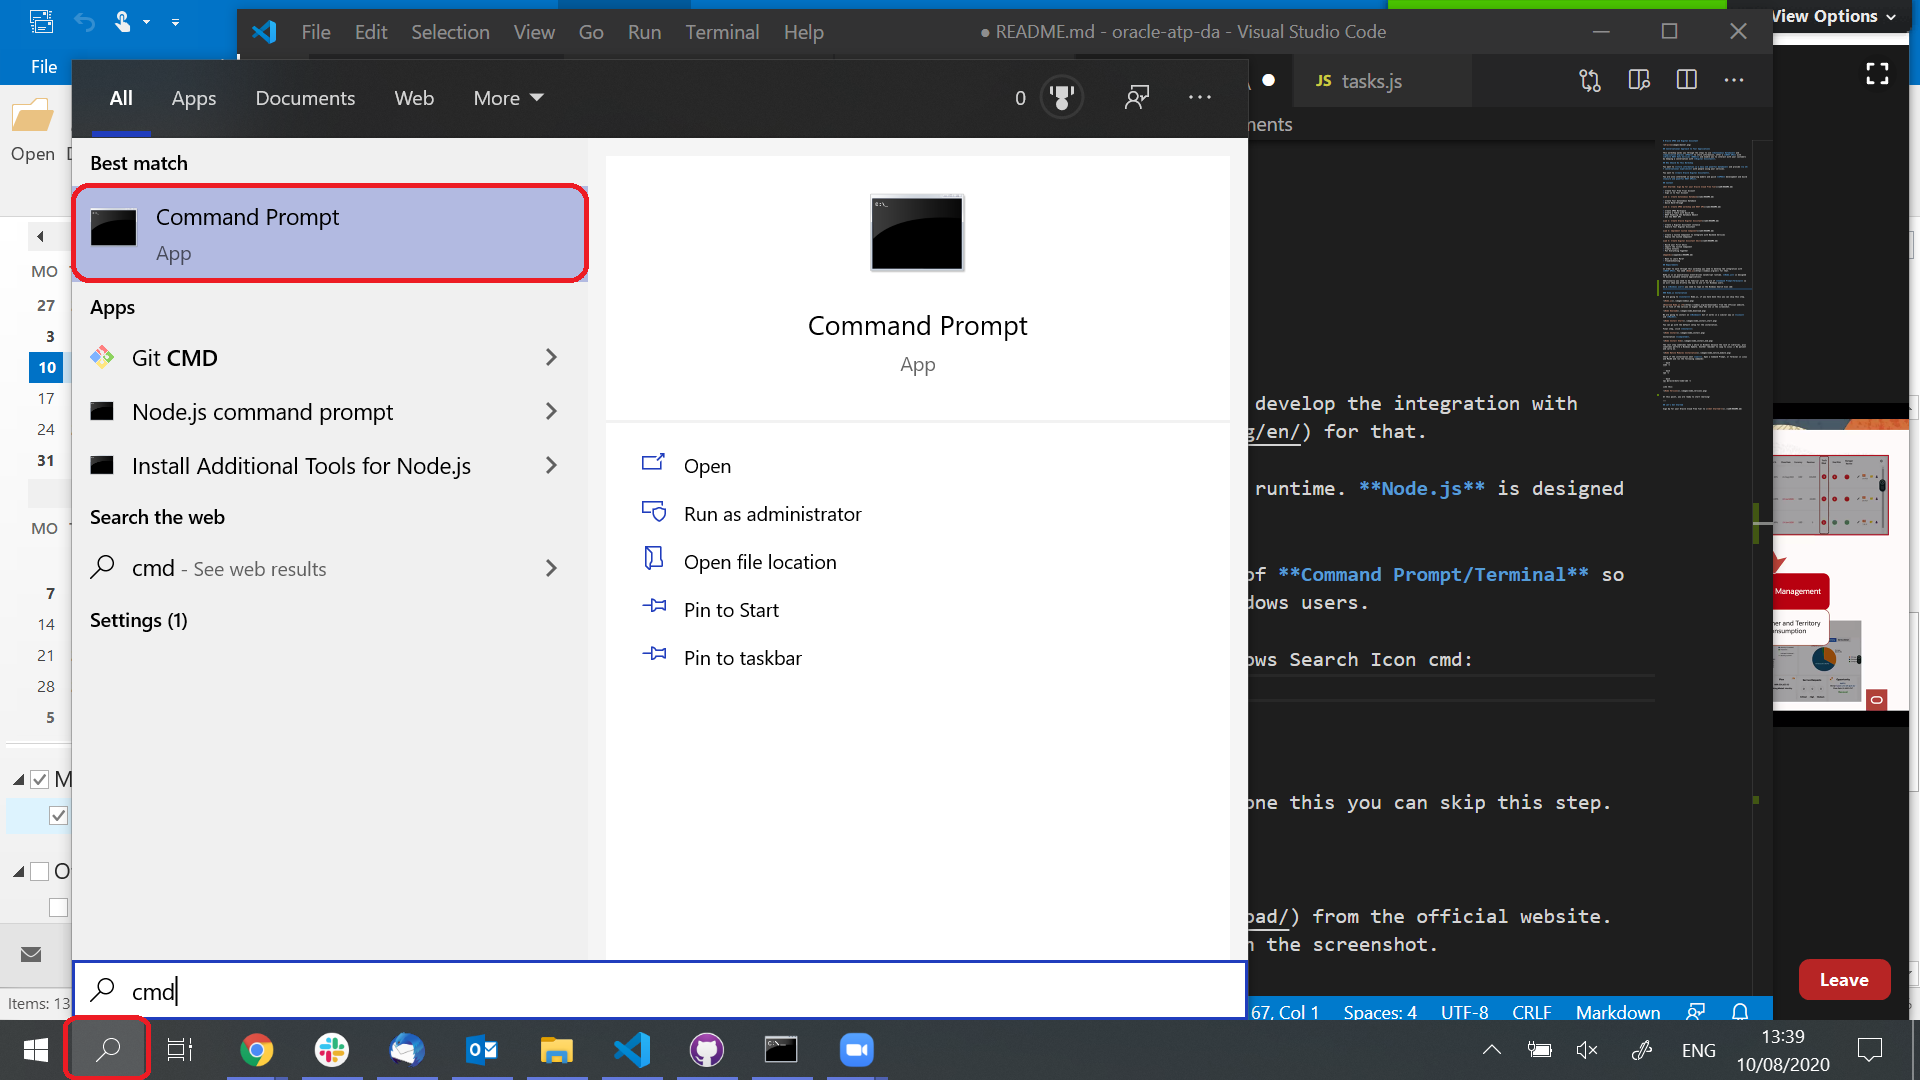 File Edit Selection View Go Run Terminal Help
● README.md - oracle-atp-da - Visual Studio Code
View Options
File
All Apps Documents Web More
0
JS tasks.js
Open
Best match
Command Prompt
App
Apps
Git CMD
Node.js command prompt
Install Additional Tools for Node.js
Search the web
cmd - See web results
Settings (1)
Command Prompt
App
Open
Run as administrator
Open file location
Pin to Start
Pin to taskbar
MO
27
3
10
17
24
31
MO
7
14
21
28
5
M
O
Items: 13
develop the integration with
g/en/) for that.
runtime. **Node.js** is designed
of **Command Prompt/Terminal** so
dows users.
ows Search Icon cmd:
one this you can skip this step.
oad/) from the official website.
n the screenshot.
Management
er and Territory
nsumption
Leave
cmd
67, Col 1 Spaces: 4 UTF-8 CRLF Markdown
ENG
13:39
10/08/2020